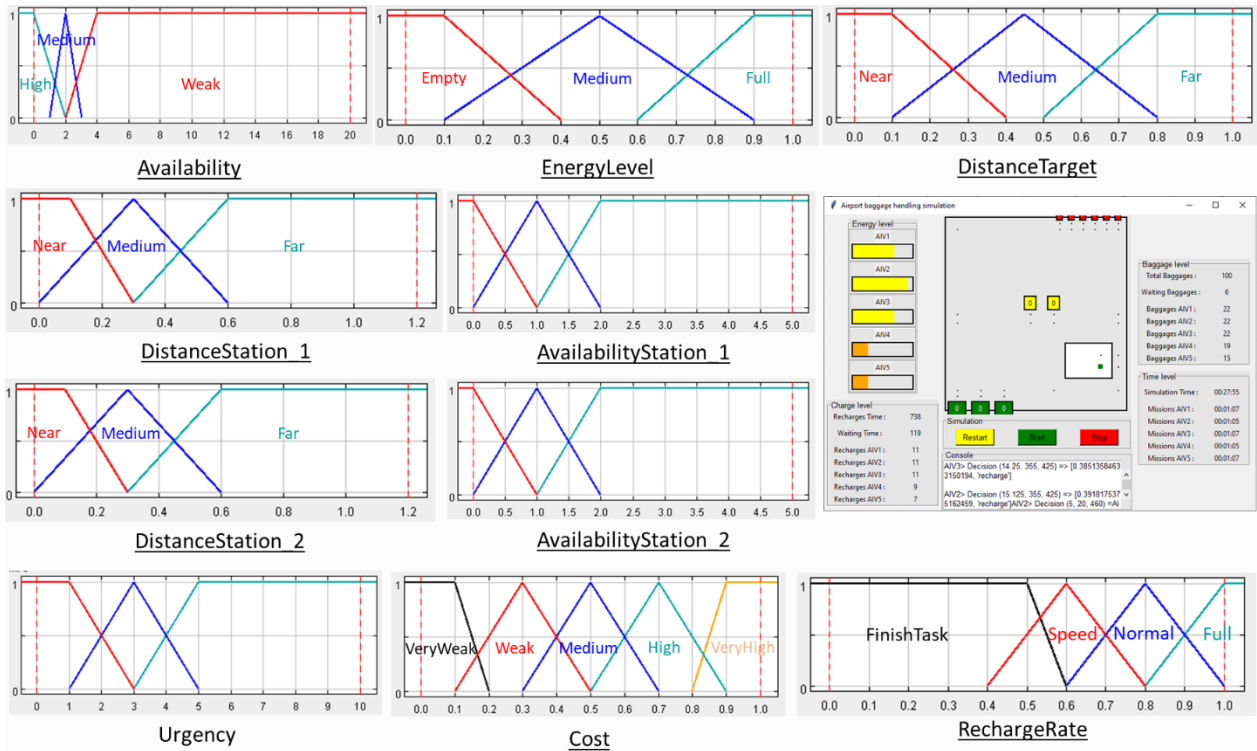 1
Medium
High
Weak
0
0 2 4 6 8 10 12 14 16 18 20
Availability
1
Empty
Medium
Full
0
0.0 0.1 0.2 0.3 0.4 0.5 0.6 0.7 0.8 0.9 1.0
EnergyLevel
1
Near
Medium
Far
0
0.0 0.1 0.2 0.3 0.4 0.5 0.6 0.7 0.8 0.9 1.0
DistanceTarget
1
Near
Medium
Far
0
0.0 0.2 0.4 0.6 0.8 1.0 1.2
DistanceStation_1
1
0
0.0 0.5 1.0 1.5 2.0 2.5 3.0 3.5 4.0 4.5 5.0
AvailabilityStation_1
Airport baggage handling simulation
Energy level
AIV1
AIV2
AIV3
AIV4
AIV5
0 0
0 0 0
Baggage level
Total Baggages : 100
Waiting Baggages : 6
Baggages AIV1 : 22
Baggages AIV2 : 22
Baggages AIV3 : 22
Baggages AIV4 : 19
Baggages AIV5 : 15
Time level
Simulation Time : 00:27:55
Missions AIV1 : 00:01:07
Missions AIV2 : 00:01:05
Missions AIV3 : 00:01:07
Missions AIV4 : 00:01:05
Missions AIV5 : 00:01:07
Charge level
Recharges Time : 738
Waiting Time : 119
Recharges AIV1 : 11
Recharges AIV2 : 11
Recharges AIV3 : 11
Recharges AIV4 : 9
Recharges AIV5 : 7
Simulation
Restart Start Stop
Console
AIV3> Decision (14.25, 355, 425) => [0.3851358463
3150194, 'recharge']
AIV2> Decision (15.125, 355, 425) => [0.391817537
5162459, 'recharge']AIV2> Decision (5, 20, 460) =AI
1
Near
Medium
Far
0
0.0 0.2 0.4 0.6 0.8 1.0 1.2
DistanceStation_2
1
0
0.0 0.5 1.0 1.5 2.0 2.5 3.0 3.5 4.0 4.5 5.0
AvailabilityStation_2
1
0
0 1 2 3 4 5 6 7 8 9 10
Urgency
1
VeryWeak
Weak
Medium
High
VeryHigh
0
0.0 0.1 0.2 0.3 0.4 0.5 0.6 0.7 0.8 0.9 1.0
Cost
1
FinishTask
Speed
Normal
Full
0
0.0 0.1 0.2 0.3 0.4 0.5 0.6 0.7 0.8 0.9 1.0
RechargeRate